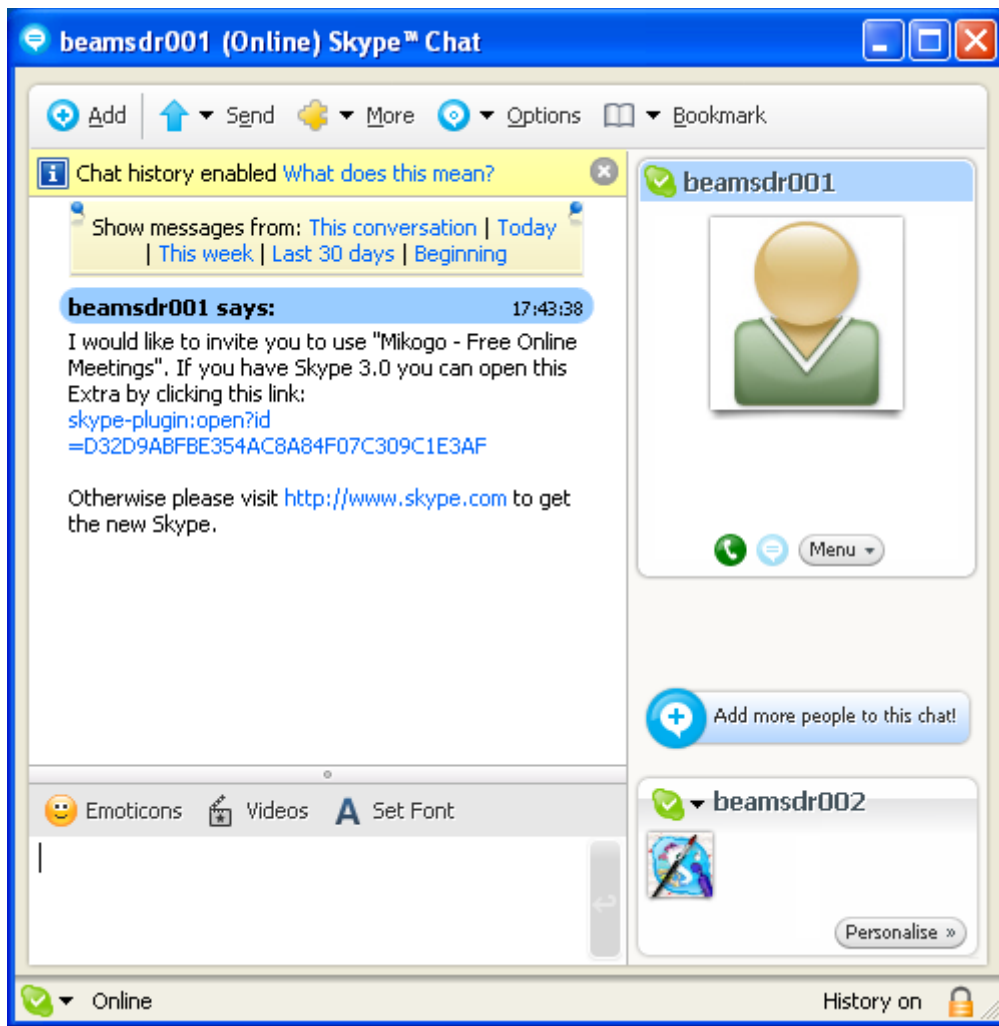 beamsdr001 (Online) Skype™ Chat
Add Send More Options Bookmark
Chat history enabled What does this mean?
Show messages from: This conversation | Today
| This week | Last 30 days | Beginning
beamsdr001 says: 17:43:38
I would like to invite you to use "Mikogo - Free Online
Meetings". If you have Skype 3.0 you can open this
Extra by clicking this link:
skype-plugin:open?id
=D32D9ABFBE354AC8A84F07C309C1E3AF
Otherwise please visit http://www.skype.com to get
the new Skype.
Emoticons Videos A Set Font
beamsdr001
Menu
Add more people to this chat!
beamsdr002
Personalise »
Online
History on